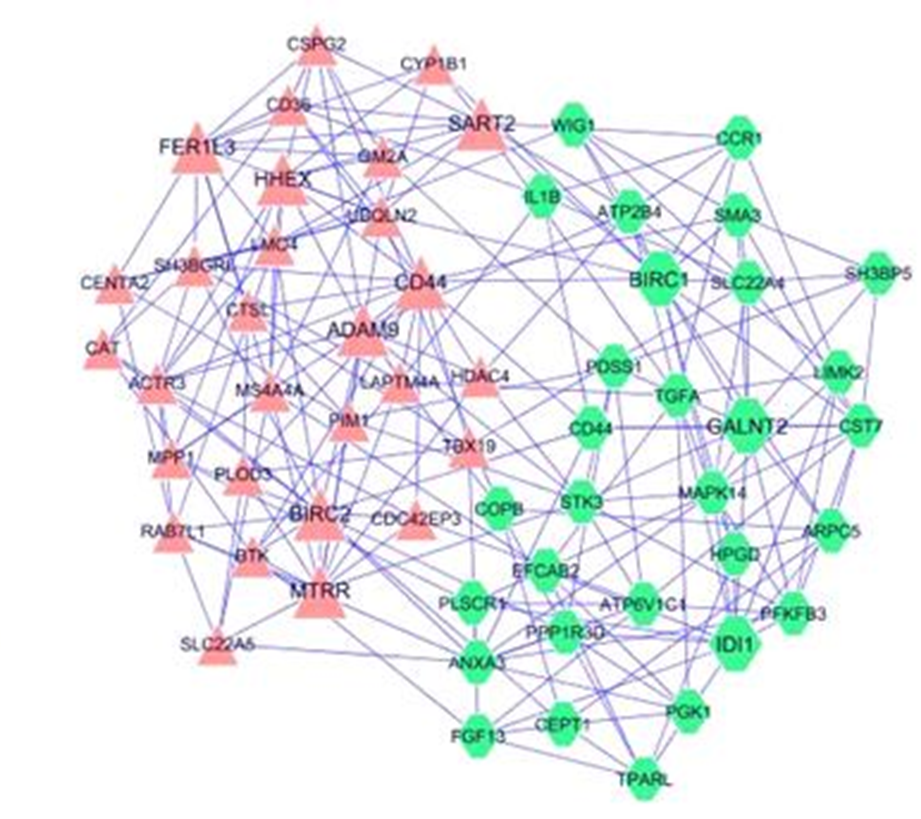 CSPG2
CYP1B1
CD36
SART2
WIG1
CCR1
FER1L3
GM2A
HHEX
IL1B
ATP2B4
SMA3
UBQLN2
LMO4
SH3BGRL
CENTA2
CD44
BIRC1
SLC22A4
SH3BP5
CTSL
ADAM9
CAT
ACTR3
MS4A4A
LAPTM4A
HDAC4
PDSS1
TGFA
LIMK2
PIM1
CD44
GALNT2
CST7
TBX19
MPP1
PLOD3
COPB
STK3
MAPK14
BIRC2
CDC42EP3
RAB7L1
BTK
HPGD
ARPC5
EFCAB2
MTRR
PLSCR1
ATP6V1C1
PFKFB3
PPP1R3D
SLC22A5
ANXA3
IDI1
FGF13
CEPT1
PGK1
TPARL